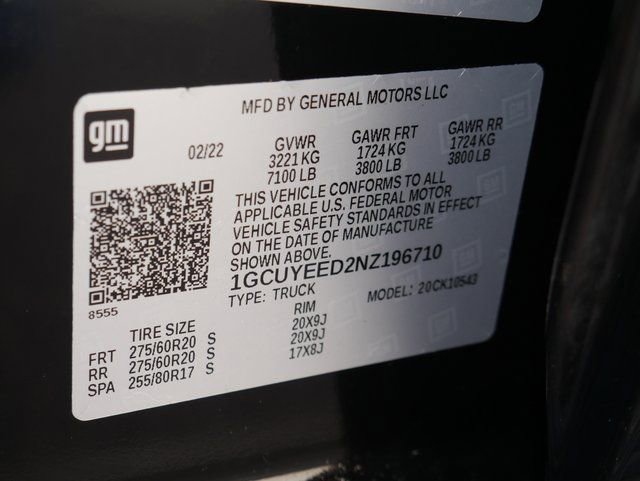 gm
MFD BY GENERAL MOTORS LLC
02/22
GVWR
3221 KG
7100 LB
GAWR FRT
1724 KG
3800 LB
GAWR RR
1724 KG
3800 LB
THIS VEHICLE CONFORMS TO ALL
APPLICABLE U.S. FEDERAL MOTOR
VEHICLE SAFETY STANDARDS IN EFFECT
ON THE DATE OF MANUFACTURE
SHOWN ABOVE.
1GCUYEED2NZ196710
TYPE: TRUCK MODEL: 20CK10543
8555
TIRE SIZE RIM
FRT 275/60R20 S 20X9J
RR 275/60R20 S 20X9J
SPA 255/80R17 S 17X8J